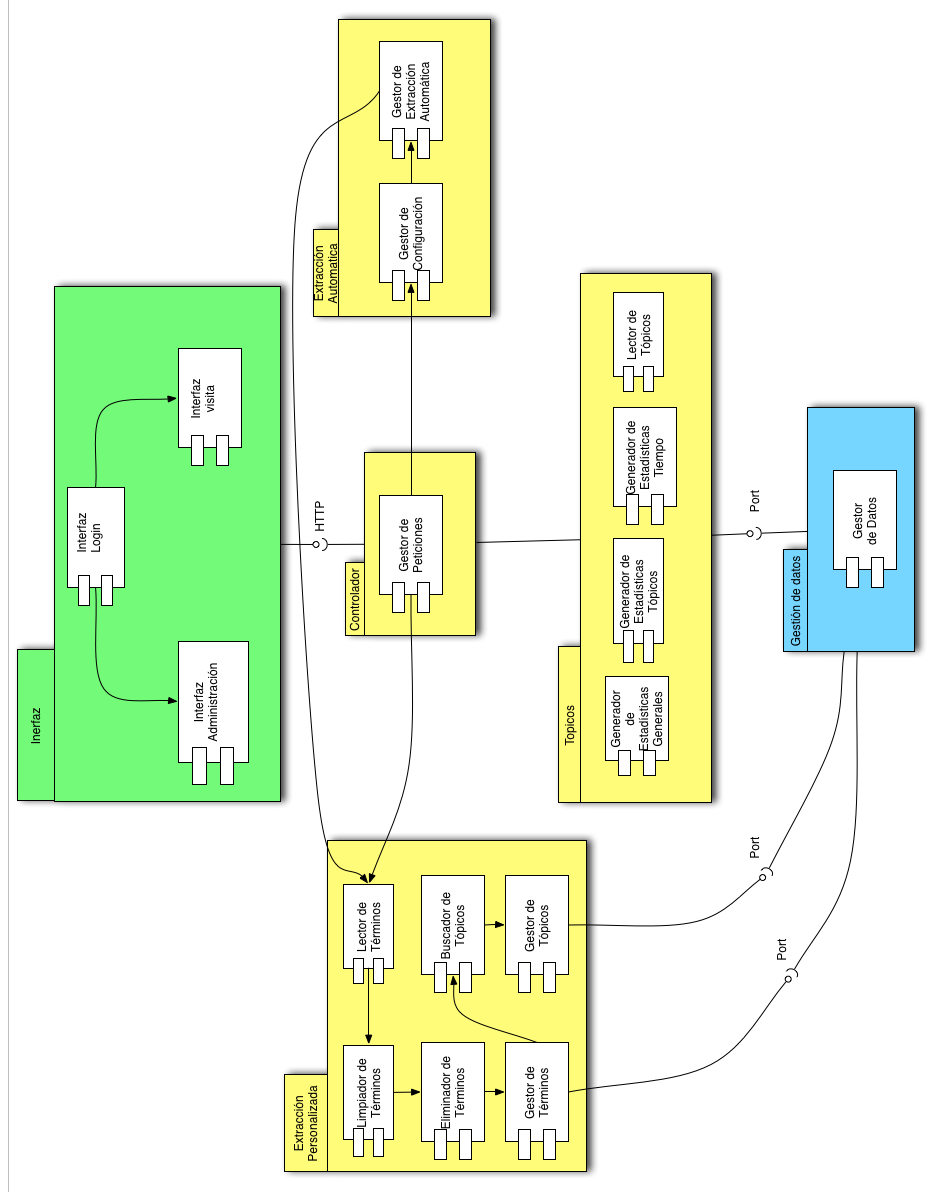 Inerfaz
Interfaz
Login
Interfaz
visita
Interfaz
Administración
HTTP
Extracción
Automatica
Gestor de
Configuración
Gestor de
Extracción
Automática
Controlador
Gestor de
Peticiones
Topicos
Generador
de
Estadísticas
Generales
Generador de
Estadísticas
Tópicos
Generador de
Estadísticas
Tiempo
Lector de
Tópicos
Port
Gestión de datos
Gestor
de Datos
Port
Port
Extracción
Personalizada
Lector de
Términos
Limpiador de
Términos
Eliminador de
Términos
Gestor de
Términos
Buscador de
Tópicos
Gestor de
Tópicos